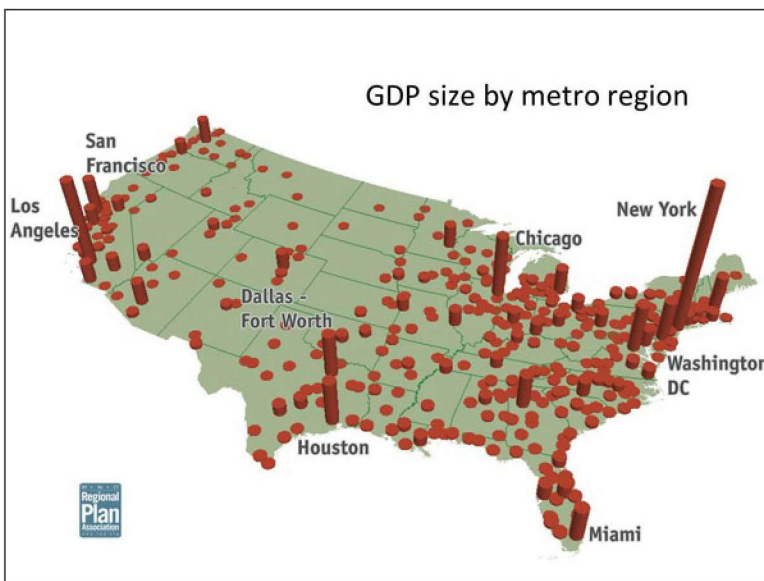 GDP size by metro region
San
Francisco
Los
Angeles
New York
Chicago
Dallas -
Fort Worth
Washington
DC
Houston
Miami
Regional
Plan
Association